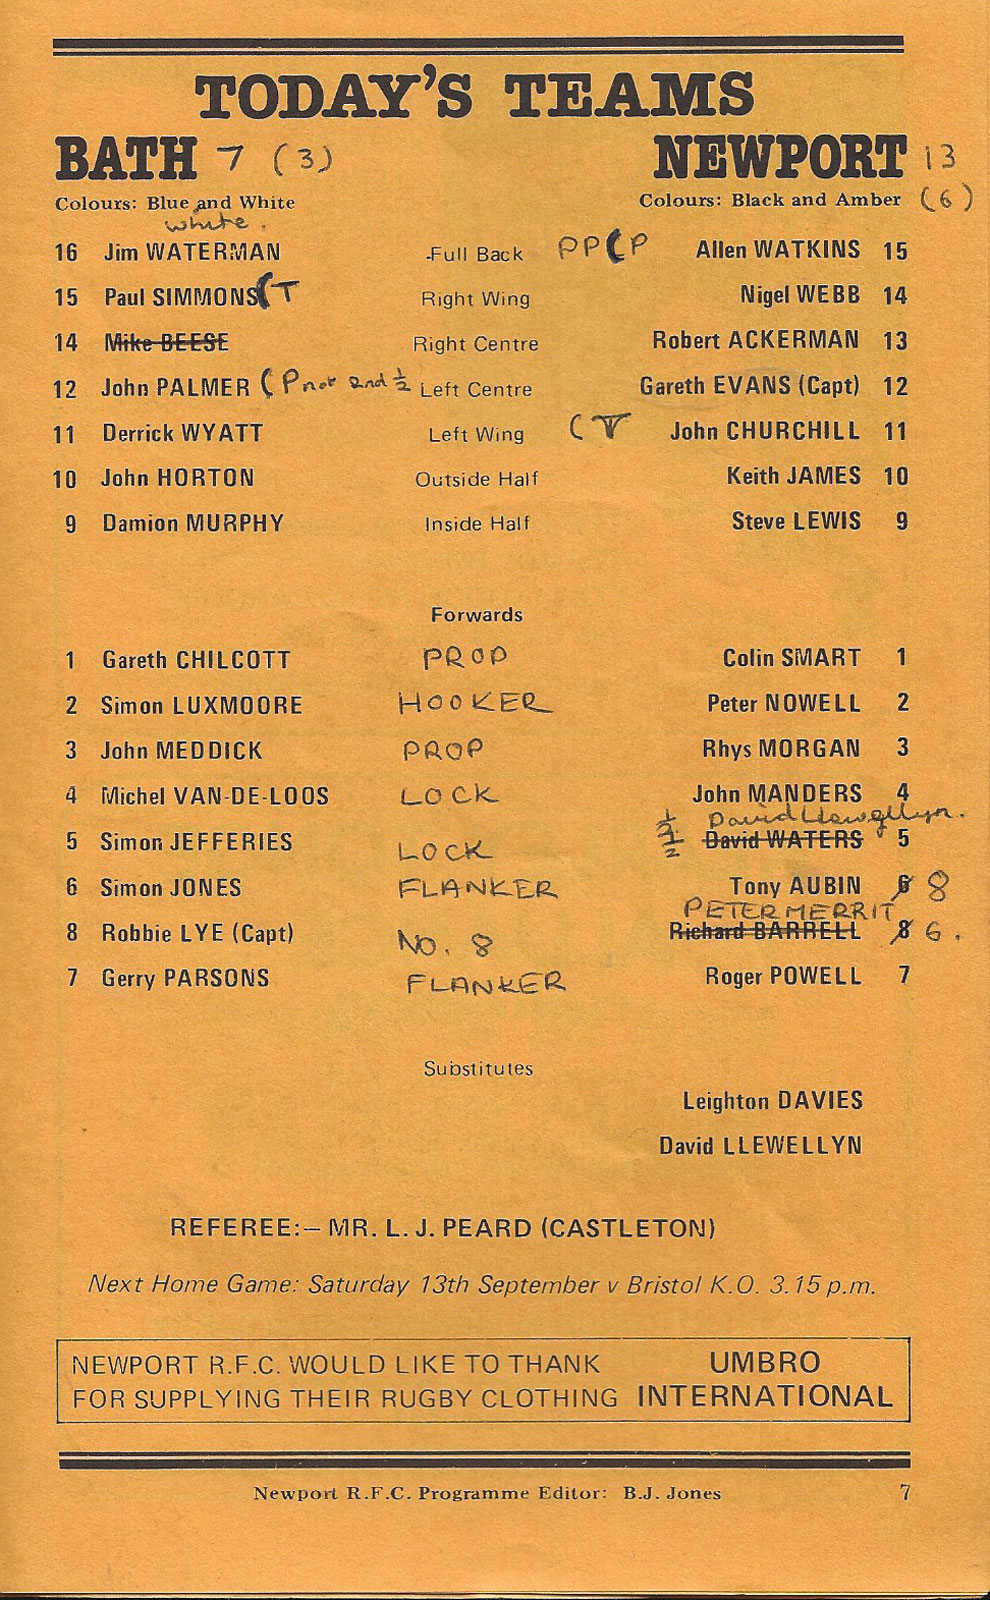 TODAY'S TEAMS
BATH 7 (3) NEWPORT 13
Colours: Blue and White Colours: Black and Amber (6)
white.
16 Jim WATERMAN Full Back PP(P Allen WATKINS 15
15 Paul SIMMONS (T Right Wing Nigel WEBB 14
14 Mike BEESE Right Centre Robert ACKERMAN 13
12 John PALMER (P not 2nd ½ Left Centre Gareth EVANS (Capt) 12
11 Derrick WYATT Left Wing (T John CHURCHILL 11
10 John HORTON Outside Half Keith JAMES 10
9 Damion MURPHY Inside Half Steve LEWIS 9
Forwards
1 Gareth CHILCOTT PROP Colin SMART 1
2 Simon LUXMOORE HOOKER Peter NOWELL 2
3 John MEDDICK PROP Rhys MORGAN 3
4 Michel VAN-DE-LOOS LOCK John MANDERS 4
David Llewellyn.
5 Simon JEFFERIES LOCK David WATERS 5
6 Simon JONES FLANKER Tony AUBIN 6 8
PETER MERRIT
8 Robbie LYE (Capt) NO. 8 Richard BARRELL 8 6.
7 Gerry PARSONS FLANKER Roger POWELL 7
Substitutes
Leighton DAVIES
David LLEWELLYN
REFEREE:— MR. L. J. PEARD (CASTLETON)
Next Home Game: Saturday 13th September v Bristol K.O. 3.15 p.m.
NEWPORT R.F.C. WOULD LIKE TO THANK UMBRO
FOR SUPPLYING THEIR RUGBY CLOTHING INTERNATIONAL
Newport R.F.C. Programme Editor: B.J. Jones 7